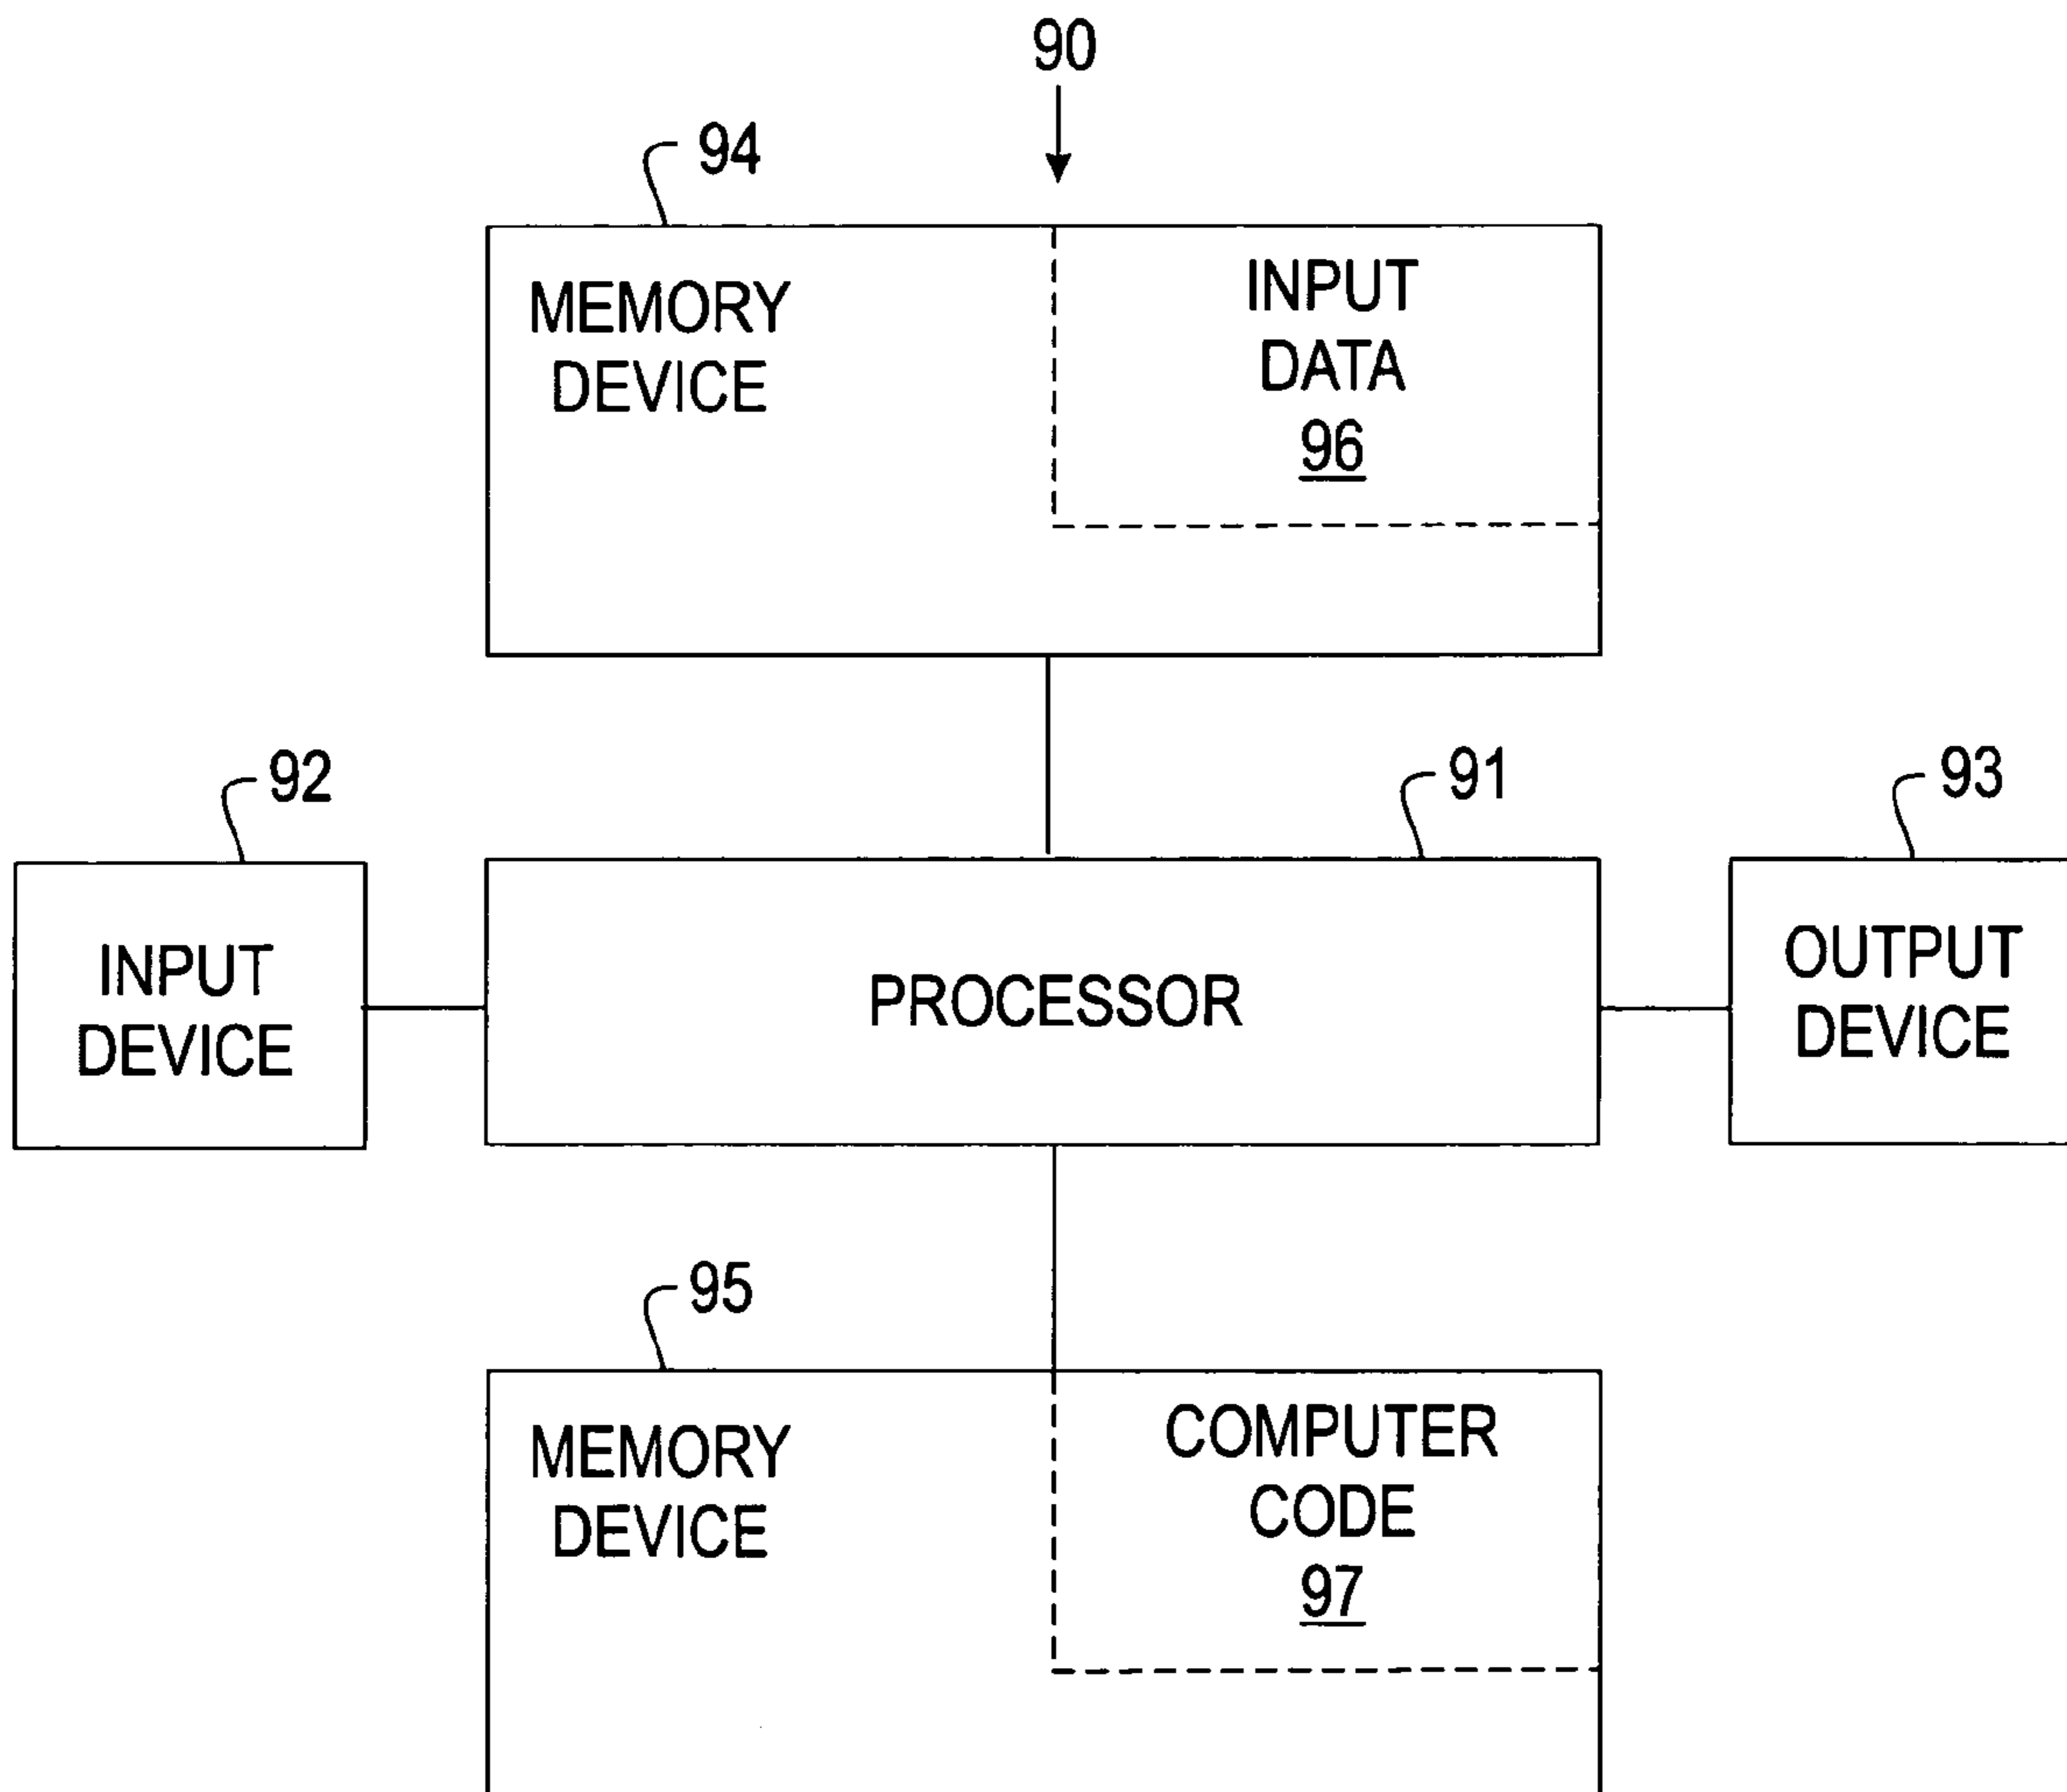 90
94
MEMORY
DEVICE
INPUT
DATA
96
92
91
93
INPUT
DEVICE
PROCESSOR
OUTPUT
DEVICE
95
MEMORY
DEVICE
COMPUTER
CODE
97